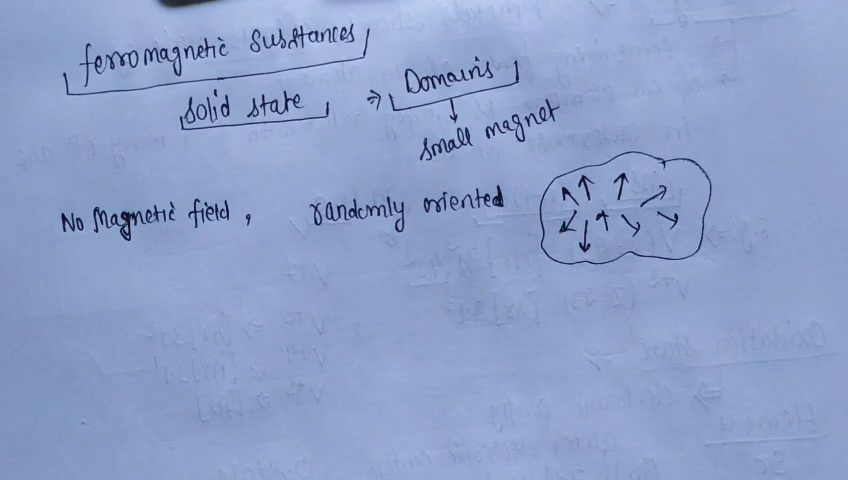 ferromagnetic Substances
Solid state ⇒ Domains
↓
small magnet
No Magnetic field, randomly oriented